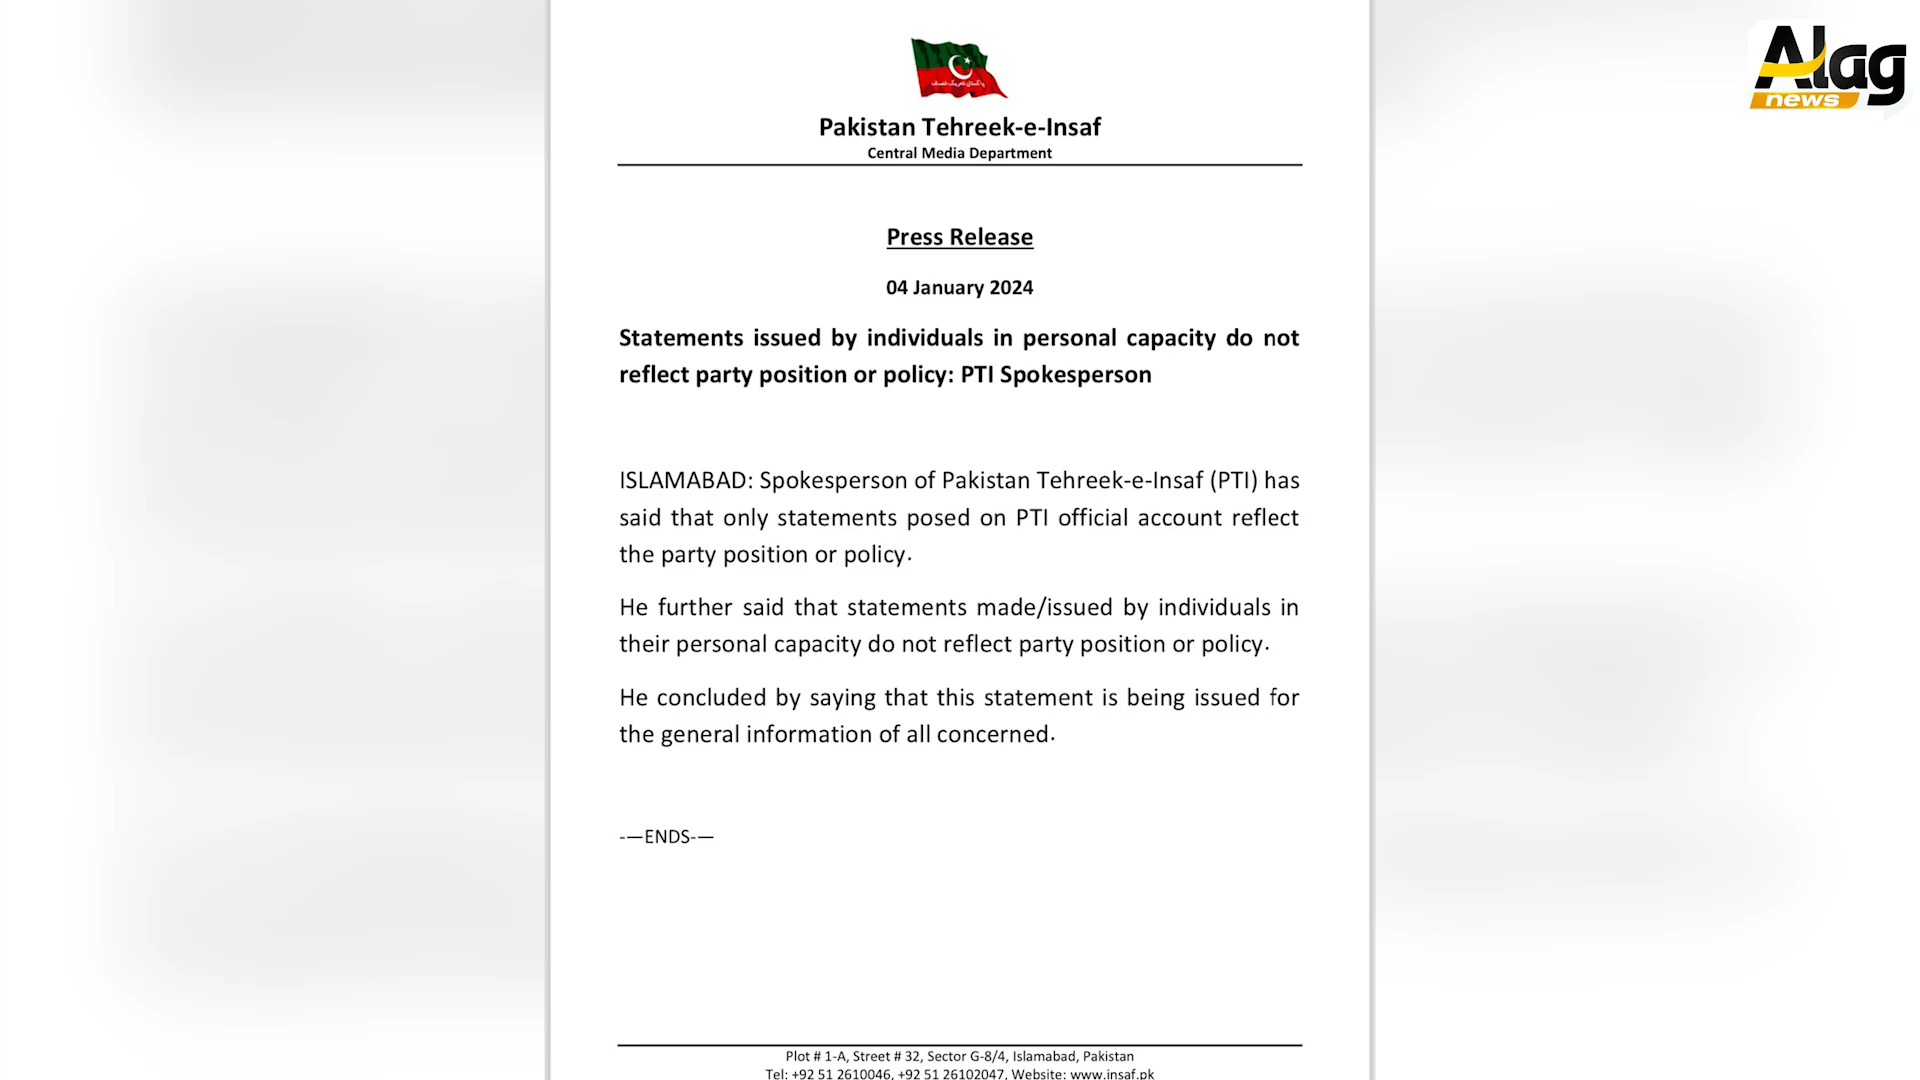 Alag
news
Pakistan Tehreek-e-Insaf
Central Media Department
Press Release
04 January 2024
Statements issued by individuals in personal capacity do not
reflect party position or policy: PTI Spokesperson
ISLAMABAD: Spokesperson of Pakistan Tehreek-e-Insaf (PTI) has
said that only statements posed on PTI official account reflect
the party position or policy.
He further said that statements made/issued by individuals in
their personal capacity do not reflect party position or policy.
He concluded by saying that this statement is being issued for
the general information of all concerned.
-—ENDS-—
Plot # 1-A, Street # 32, Sector G-8/4, Islamabad, Pakistan
Tel: +92 51 2610046, +92 51 26102047, Website: www.insaf.pk